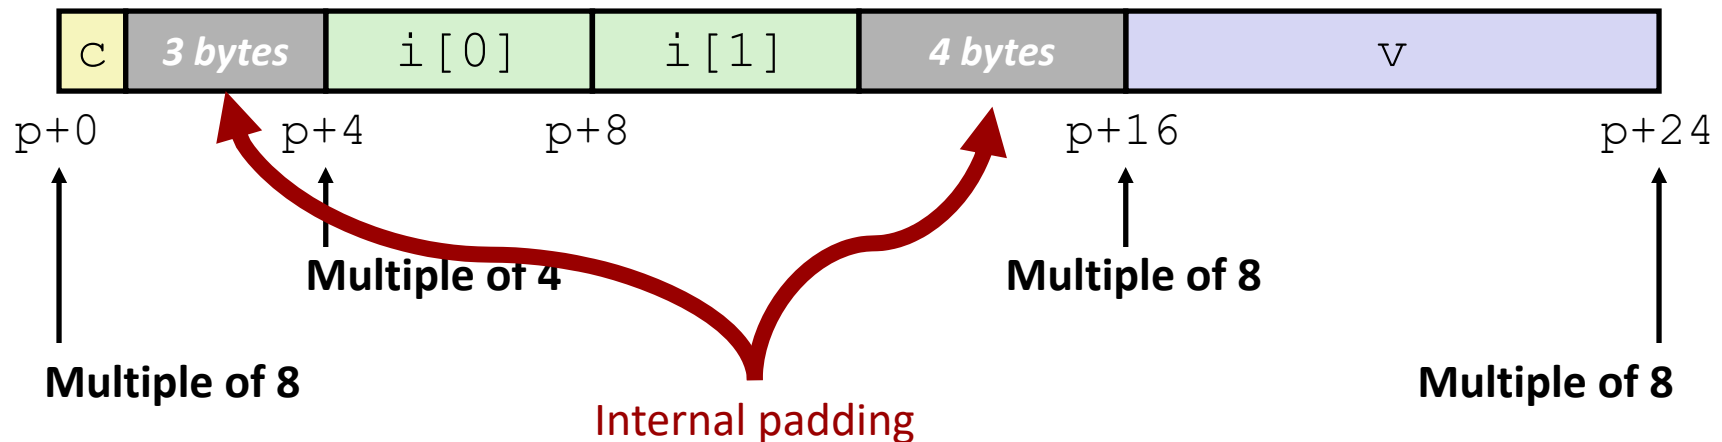 c 3 bytes i[0] i[1] 4 bytes v
p+0 p+4 p+8 p+16 p+24
Multiple of 4 Multiple of 8
Multiple of 8 Multiple of 8
Internal padding